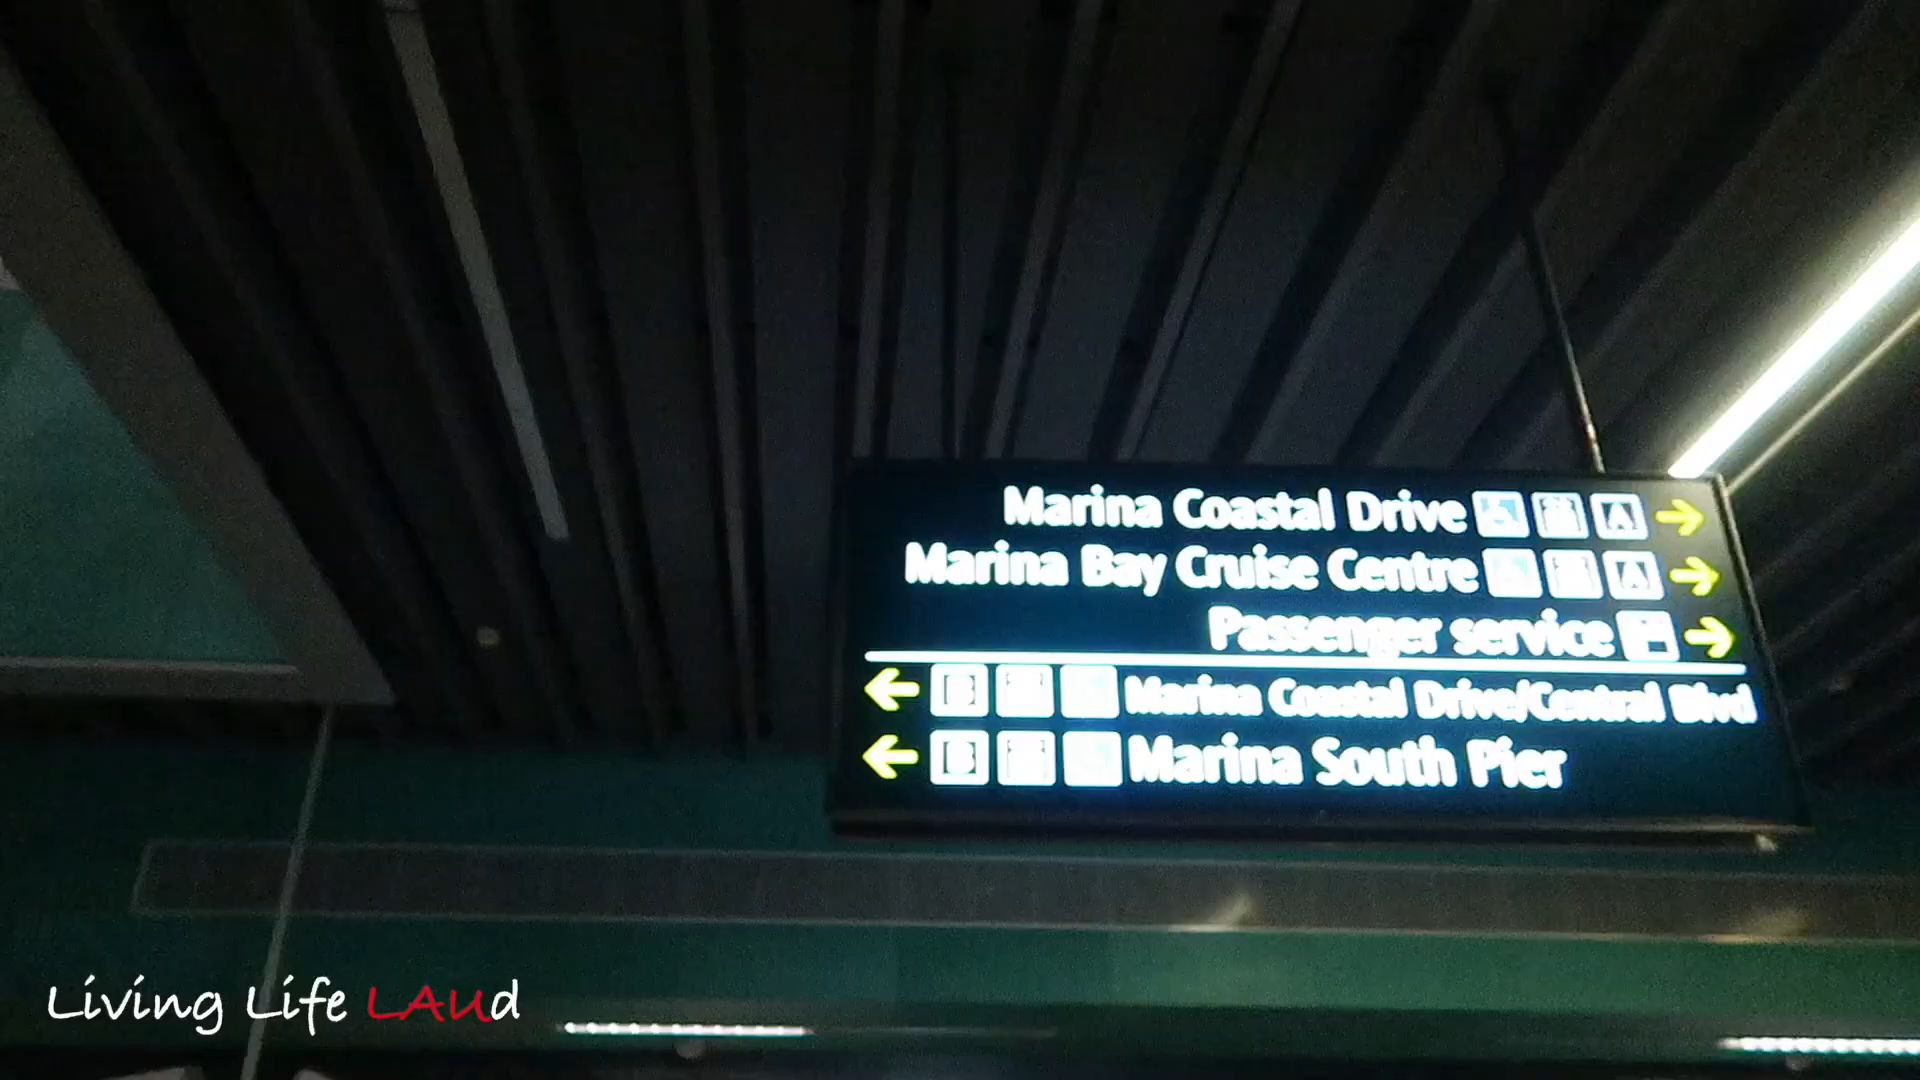 Marina Coastal Drive A →
Marina Bay Cruise Centre A →
Passenger service →
← B Marina Coastal Drive/Central Blvd
← B Marina South Pier
Living Life LAUd